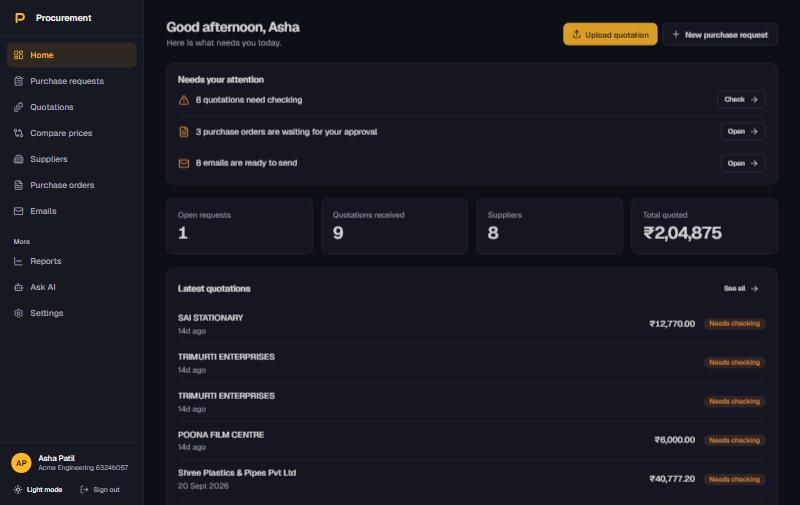 Procurement
Home
Purchase requests
Quotations
Compare prices
Suppliers
Purchase orders
Emails
More
Reports
Ask AI
Settings
AP
Asha Patil
Acme Engineering 6324b057
Light mode
Sign out
Good afternoon, Asha
Here is what needs you today.
Upload quotation
New purchase request
Needs your attention
8 quotations need checking
Check
3 purchase orders are waiting for your approval
Open
8 emails are ready to send
Open
Open requests
1
Quotations received
9
Suppliers
8
Total quoted
₹2,04,875
Latest quotations
See all
SAI STATIONARY
14d ago
₹12,770.00
Needs checking
TRIMURTI ENTERPRISES
14d ago
Needs checking
TRIMURTI ENTERPRISES
14d ago
Needs checking
POONA FILM CENTRE
14d ago
₹6,000.00
Needs checking
Shree Plastics & Pipes Pvt Ltd
20 Sept 2026
₹40,777.20
Needs checking